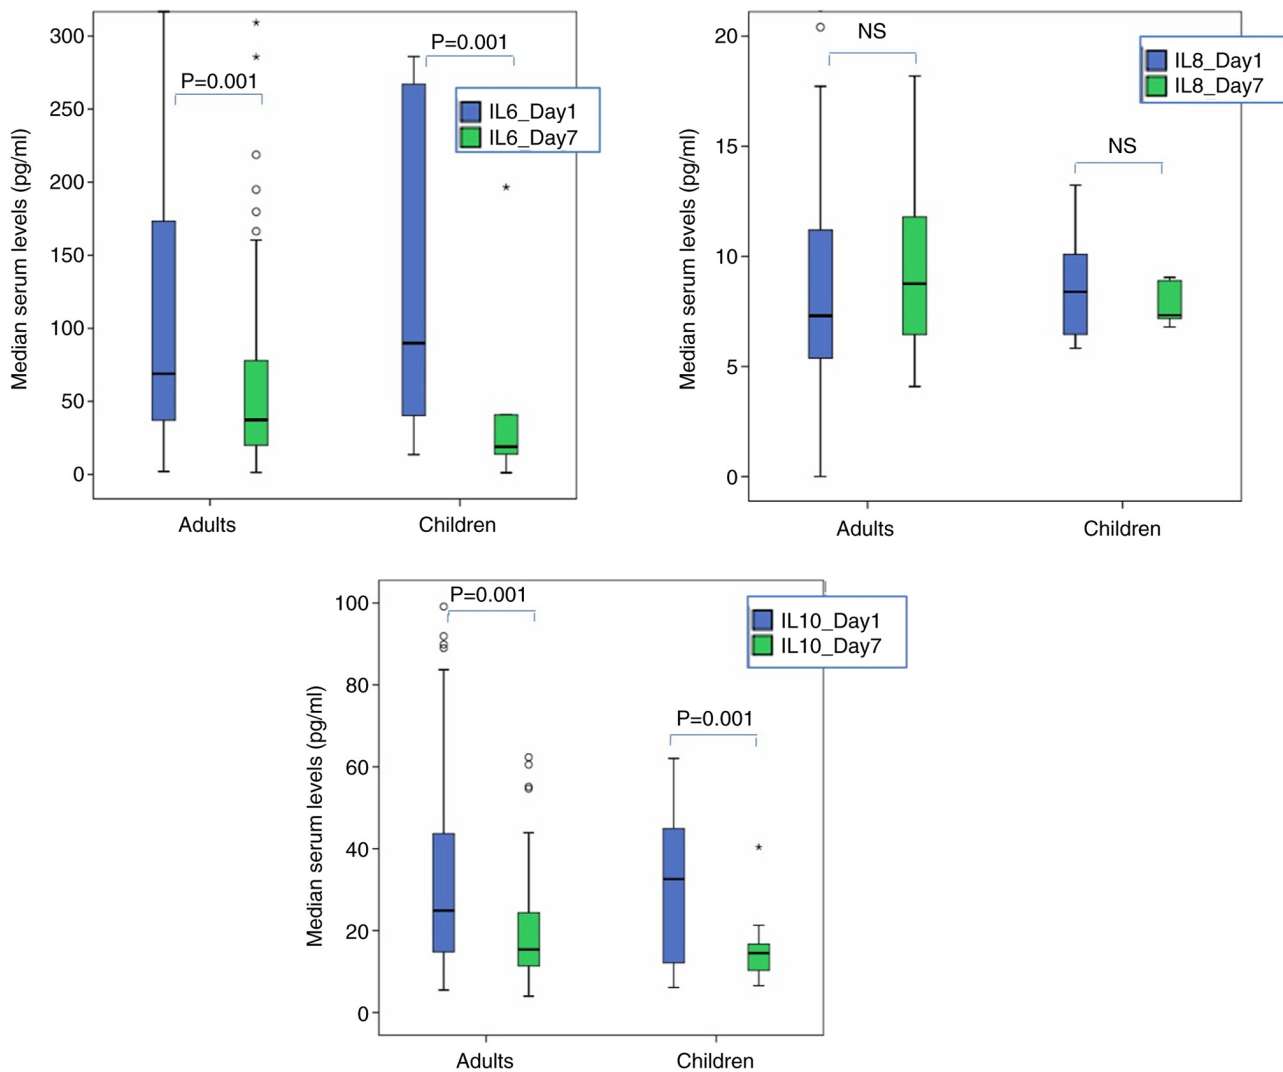 Median serum levels (pg/ml)
300
250
200
150
100
50
0
P=0.001
P=0.001
IL6_Day1
IL6_Day7
Adults
Children
Median serum levels (pg/ml)
20
15
10
5
0
NS
NS
IL8_Day1
IL8_Day7
Adults
Children
Median serum levels (pg/ml)
100
80
60
40
20
0
P=0.001
P=0.001
IL10_Day1
IL10_Day7
Adults
Children